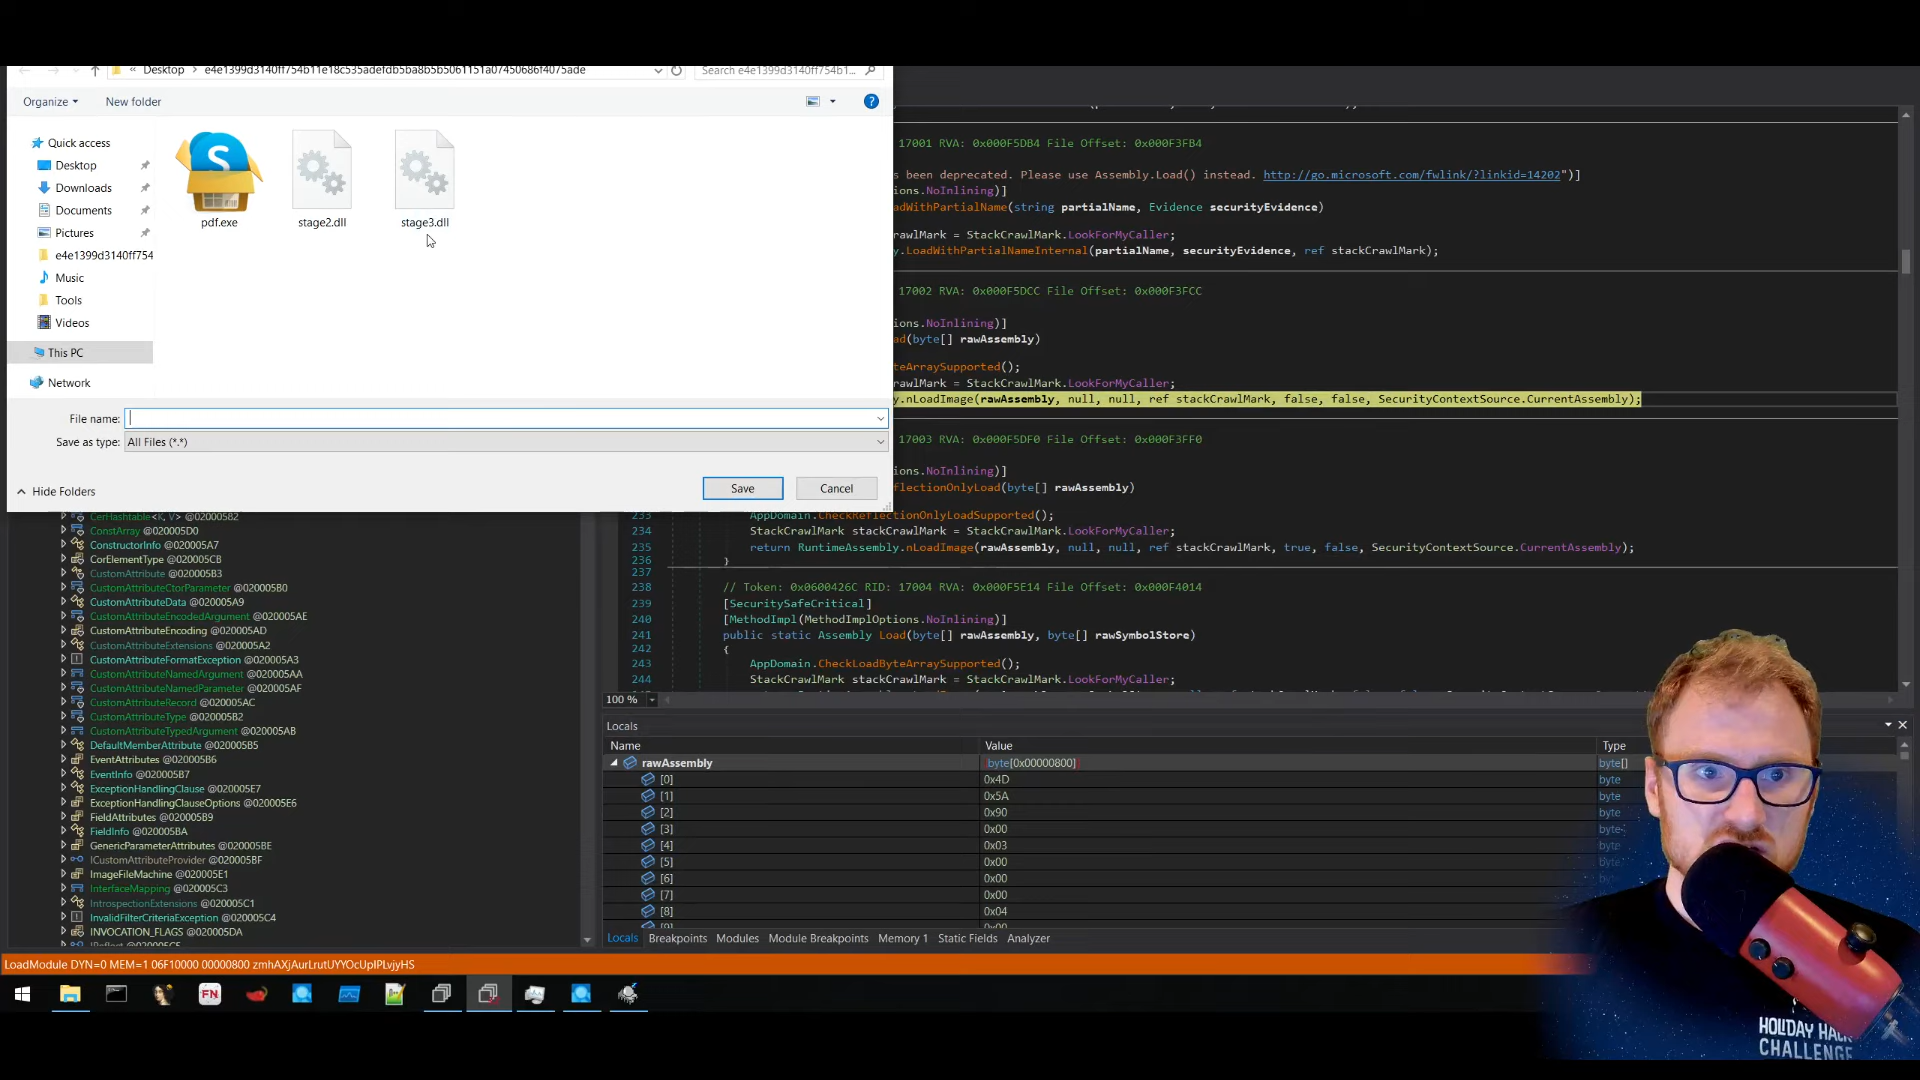 Desktop › e4e1399d3140ff754b11e18c535adefdb5ba8b5b5061151a07450686f4075ade
Search e4e1399d3140ff754b1...
Organize
New folder
Quick access
Desktop
Downloads
Documents
Pictures
e4e1399d3140ff754
Music
Tools
Videos
This PC
Network
pdf.exe
stage2.dll
stage3.dll
File name:
Save as type: All Files (*.*)
Hide Folders
Save
Cancel
17001 RVA: 0x000F5DB4 File Offset: 0x000F3FB4
s been deprecated. Please use Assembly.Load() instead. http://go.microsoft.com/fwlink/?linkid=14202")]
ions.NoInlining)]
adWithPartialName(string partialName, Evidence securityEvidence)
rawlMark = StackCrawlMark.LookForMyCaller;
y.LoadWithPartialNameInternal(partialName, securityEvidence, ref stackCrawlMark);
17002 RVA: 0x000F5DCC File Offset: 0x000F3FCC
ions.NoInlining)]
ad(byte[] rawAssembly)
teArraySupported();
rawlMark = StackCrawlMark.LookForMyCaller;
y.nLoadImage(rawAssembly, null, null, ref stackCrawlMark, false, false, SecurityContextSource.CurrentAssembly);
17003 RVA: 0x000F5DF0 File Offset: 0x000F3FF0
ions.NoInlining)]
flectionOnlyLoad(byte[] rawAssembly)
233 AppDomain.CheckReflectionOnlyLoadSupported();
234 StackCrawlMark stackCrawlMark = StackCrawlMark.LookForMyCaller;
235 return RuntimeAssembly.nLoadImage(rawAssembly, null, null, ref stackCrawlMark, true, false, SecurityContextSource.CurrentAssembly);
236 }
237
238 // Token: 0x0600426C RID: 17004 RVA: 0x000F5E14 File Offset: 0x000F4014
239 [SecuritySafeCritical]
240 [MethodImpl(MethodImplOptions.NoInlining)]
241 public static Assembly Load(byte[] rawAssembly, byte[] rawSymbolStore)
242 {
243 AppDomain.CheckLoadByteArraySupported();
244 StackCrawlMark stackCrawlMark = StackCrawlMark.LookForMyCaller;
100 %
CerHashtable<K, V> @020005B2
ConstArray @020005D0
ConstructorInfo @020005A7
CorElementType @020005CB
CustomAttribute @020005B3
CustomAttributeCtorParameter @020005B0
CustomAttributeData @020005A9
CustomAttributeEncodedArgument @020005AE
CustomAttributeEncoding @020005AD
CustomAttributeExtensions @020005A2
CustomAttributeFormatException @020005A3
CustomAttributeNamedArgument @020005AA
CustomAttributeNamedParameter @020005AF
CustomAttributeRecord @020005AC
CustomAttributeType @020005B2
CustomAttributeTypedArgument @020005AB
DefaultMemberAttribute @020005B5
EventAttributes @020005B6
EventInfo @020005B7
ExceptionHandlingClause @020005E7
ExceptionHandlingClauseOptions @020005E6
FieldAttributes @020005B9
FieldInfo @020005BA
GenericParameterAttributes @020005BE
ICustomAttributeProvider @020005BF
ImageFileMachine @020005E1
InterfaceMapping @020005C3
IntrospectionExtensions @020005C1
InvalidFilterCriteriaException @020005C4
INVOCATION_FLAGS @020005DA
Locals
Name Value Type
rawAssembly byte[0x00000800] byte[]
[0] 0x4D byte
[1] 0x5A byte
[2] 0x90 byte
[3] 0x00 byte
[4] 0x03 byte
[5] 0x00 byte
[6] 0x00 byte
[7] 0x00 byte
[8] 0x04 byte
Locals Breakpoints Modules Module Breakpoints Memory 1 Static Fields Analyzer
LoadModule DYN=0 MEM=1 06F10000 00000800 zmhAXjAurLrutUYYOcUpIPLvjyHS
FN
HOLIDAY HACK
CHALLENGE